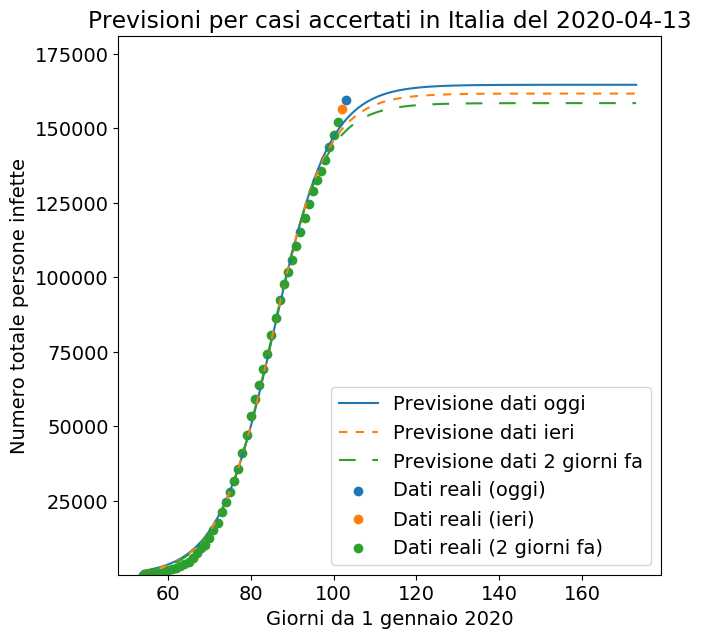 Previsioni per casi accertati in Italia del 2020-04-13
175000
150000
125000
100000
75000
50000
25000
Numero totale persone infette
Previsione dati oggi
Previsione dati ieri
Previsione dati 2 giorni fa
Dati reali (oggi)
Dati reali (ieri)
Dati reali (2 giorni fa)
60 80 100 120 140 160
Giorni da 1 gennaio 2020